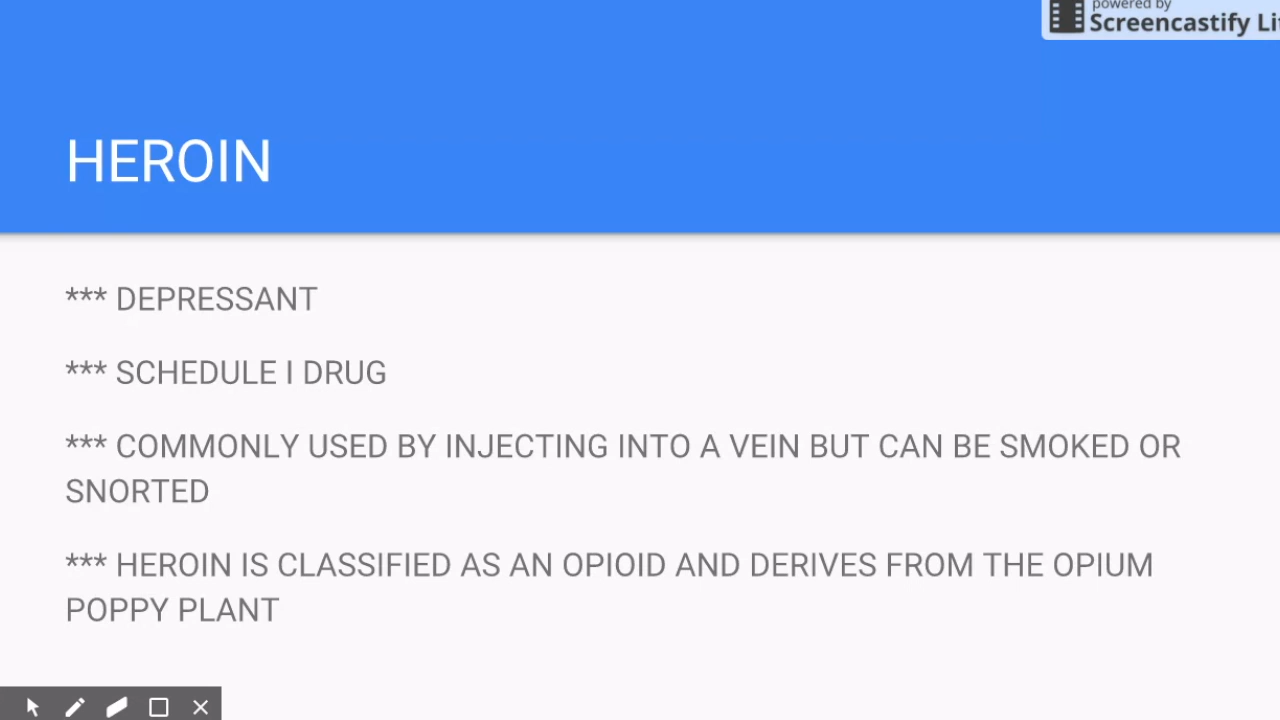 powered by
Screencastify
HEROIN
*** DEPRESSANT
*** SCHEDULE I DRUG
*** COMMONLY USED BY INJECTING INTO A VEIN BUT CAN BE SMOKED OR
SNORTED
*** HEROIN IS CLASSIFIED AS AN OPIOID AND DERIVES FROM THE OPIUM
POPPY PLANT